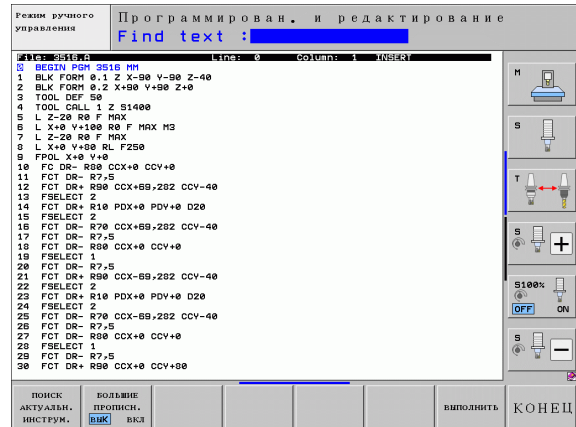 Режим ручного
управления
Программирован. и редактирование
Find text :
File: 3516.A Line: 0 Column: 1 INSERT
0 BEGIN PGM 3516 MM
1 BLK FORM 0.1 Z X-90 Y-90 Z-40
2 BLK FORM 0.2 X+90 Y+90 Z+0
3 TOOL DEF 50
4 TOOL CALL 1 Z S1400
5 L Z-20 R0 F MAX
6 L X+0 Y+100 R0 F MAX M3
7 L Z-20 R0 F MAX
8 L X+0 Y+80 RL F250
9 FPOL X+0 Y+0
10 FC DR- R80 CCX+0 CCY+0
11 FCT DR- R7,5
12 FCT DR+ R90 CCX+69,282 CCY-40
13 FSELECT 2
14 FCT DR+ R10 PDX+0 PDY+0 D20
15 FSELECT 2
16 FCT DR- R70 CCX+69,282 CCY-40
17 FCT DR- R7,5
18 FCT DR- R80 CCX+0 CCY+0
19 FSELECT 1
20 FCT DR- R7,5
21 FCT DR+ R90 CCX-69,282 CCY-40
22 FSELECT 2
23 FCT DR+ R10 PDX+0 PDY+0 D20
24 FSELECT 2
25 FCT DR- R70 CCX-69,282 CCY-40
26 FCT DR- R7,5
27 FCT DR- R80 CCX+0 CCY+0
28 FSELECT 1
29 FCT DR- R7,5
30 FCT DR+ R90 CCX+0 CCY+80
M
S
T
S
S100%
OFF ON
S
ПОИСК
АКТУАЛЬН.
ИНСТРУМ.
БОЛЬШИЕ
ПРОПИСН.
ВЫК ВКЛ
ВЫПОЛНИТЬ
КОНЕЦ